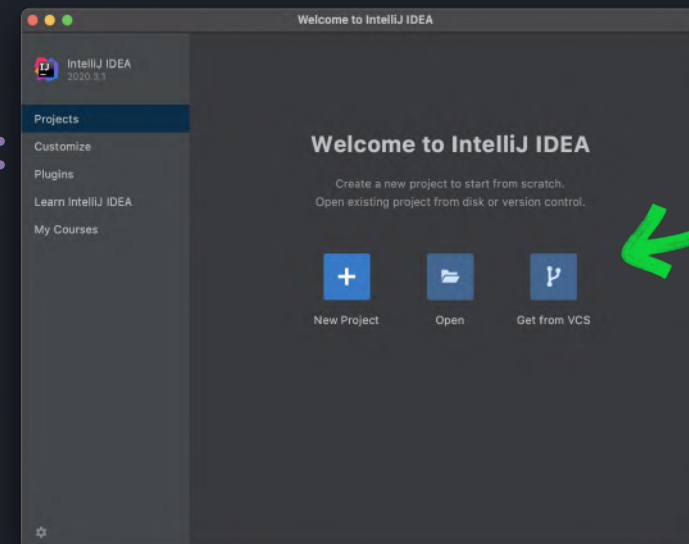 Welcome to IntelliJ IDEA
IntelliJ IDEA
2020.3.1
Projects
Customize
Plugins
Learn IntelliJ IDEA
My Courses
Welcome to IntelliJ IDEA
Create a new project to start from scratch.
Open existing project from disk or version control.
New Project
Open
Get from VCS